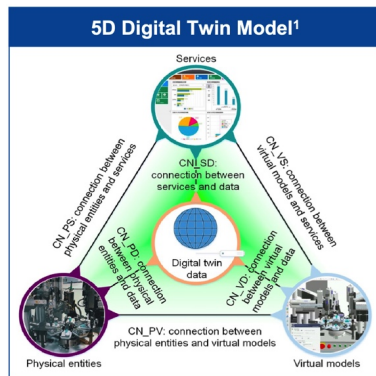 5D Digital Twin Model¹
Services
CN_SD:
connection between
services and data
CN_PS: connection between
physical entities and services
CN_VS: connection between
virtual models and services
CN_PD: connection
between physical
entities and data
Digital twin
data
CN_VD: connection
between virtual
models and data
CN_PV: connection between
physical entities and virtual models
Physical entities
Virtual models